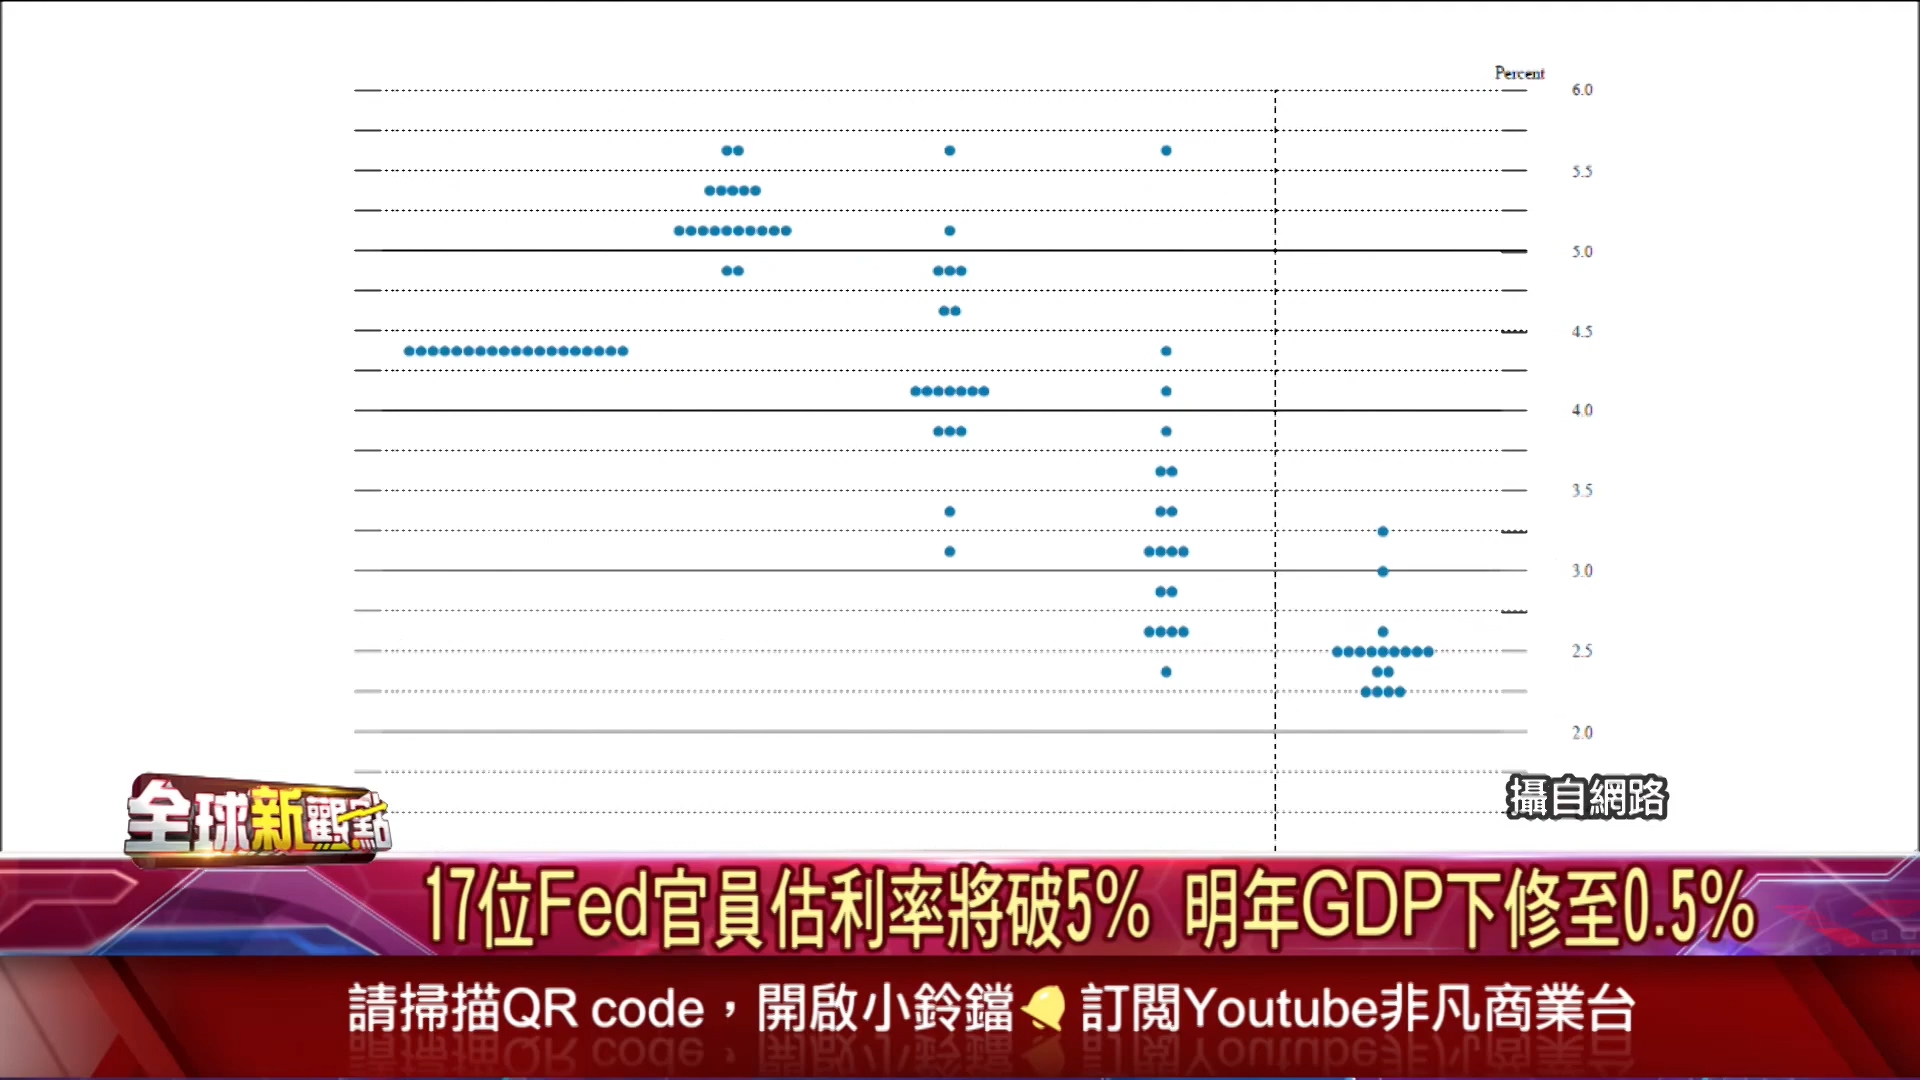 Percent
6.0
5.5
5.0
4.5
4.0
3.5
3.0
2.5
2.0
攝自網路
全球新觀點
17位Fed官員估利率將破5% 明年GDP下修至0.5%
請掃描QR code，開啟小鈴鐺🔔訂閱Youtube非凡商業台